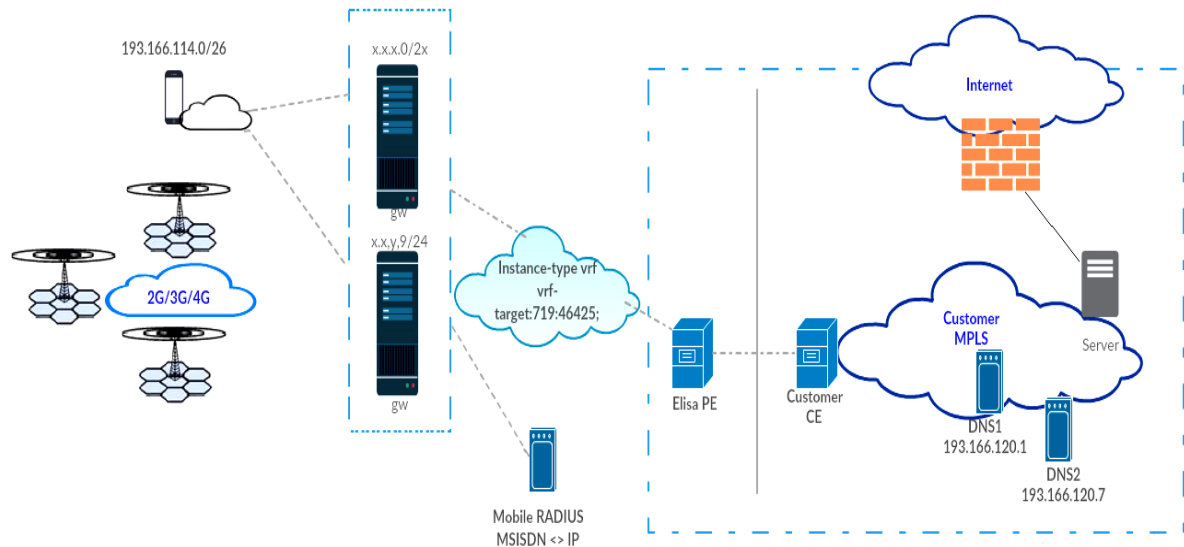 193.166.114.0/26
x.x.x.0/2x
gw
x.x,y,9/24
gw
2G/3G/4G
Instance-type vrf
vrf-
target:719:46425;
Mobile RADIUS
MSISDN <> IP
Elisa PE
Customer
CE
Internet
Customer
MPLS
Server
DNS1
193.166.120.1
DNS2
193.166.120.7